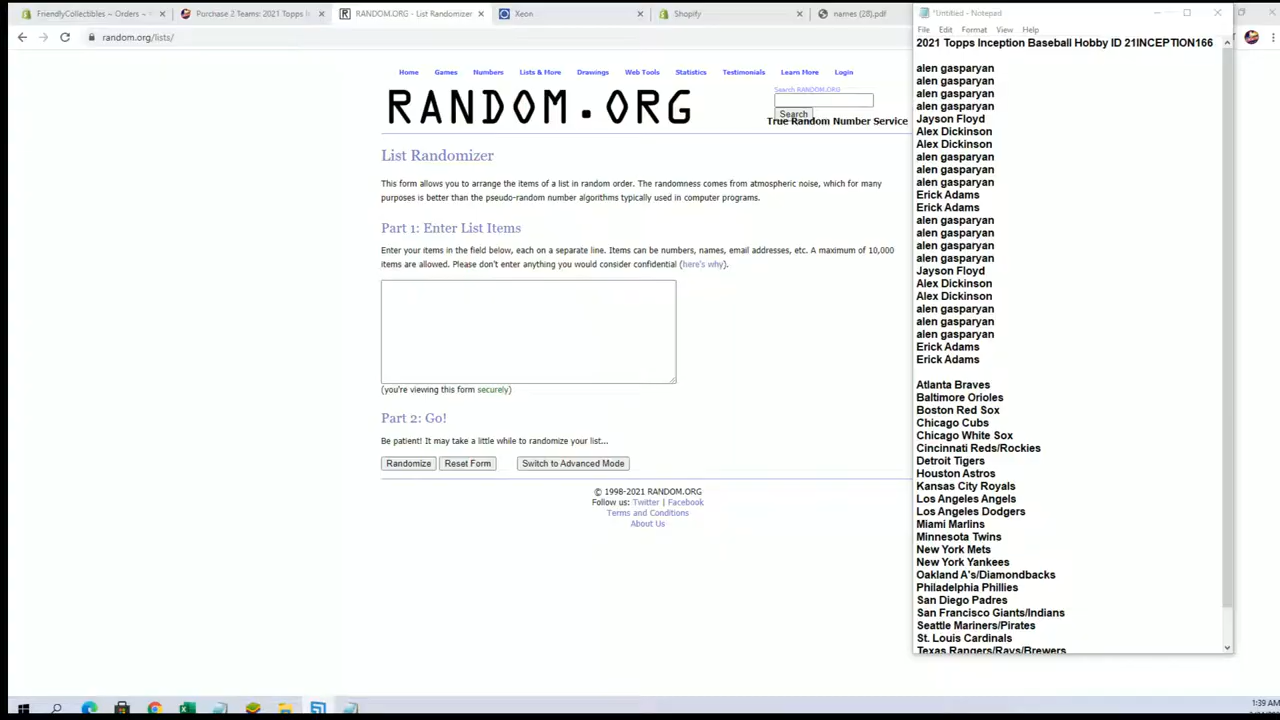 FriendlyCollectbles ~ Orders ~
Purchase 2 Teams: 2021 Topps I
RANDOM.ORG - List Randomizer
Xeon
Shopify
names (28).pdf
random.org/lists/
Home Games Numbers Lists & More Drawings Web Tools Statistics Testimonials Learn More Login
Search RANDOM.ORG
RANDOM.ORG
Search
True Random Number Service
List Randomizer
This form allows you to arrange the items of a list in random order. The randomness comes from atmospheric noise, which for many
purposes is better than the pseudo-random number algorithms typically used in computer programs.
Part 1: Enter List Items
Enter your items in the field below, each on a separate line. Items can be numbers, names, email addresses, etc. A maximum of 10,000
items are allowed. Please don't enter anything you would consider confidential (here's why).
(you're viewing this form securely)
Part 2: Go!
Be patient! It may take a little while to randomize your list...
Randomize Reset Form Switch to Advanced Mode
© 1998-2021 RANDOM.ORG
Follow us: Twitter | Facebook
Terms and Conditions
About Us
*Untitled - Notepad
File Edit Format View Help
2021 Topps Inception Baseball Hobby ID 21INCEPTION166
alen gasparyan
alen gasparyan
alen gasparyan
alen gasparyan
Jayson Floyd
Alex Dickinson
Alex Dickinson
alen gasparyan
alen gasparyan
alen gasparyan
Erick Adams
Erick Adams
alen gasparyan
alen gasparyan
alen gasparyan
alen gasparyan
Jayson Floyd
Alex Dickinson
Alex Dickinson
alen gasparyan
alen gasparyan
alen gasparyan
Erick Adams
Erick Adams
Atlanta Braves
Baltimore Orioles
Boston Red Sox
Chicago Cubs
Chicago White Sox
Cincinnati Reds/Rockies
Detroit Tigers
Houston Astros
Kansas City Royals
Los Angeles Angels
Los Angeles Dodgers
Miami Marlins
Minnesota Twins
New York Mets
New York Yankees
Oakland A's/Diamondbacks
Philadelphia Phillies
San Diego Padres
San Francisco Giants/Indians
Seattle Mariners/Pirates
St. Louis Cardinals
Texas Rangers/Rays/Brewers
1:39 AM